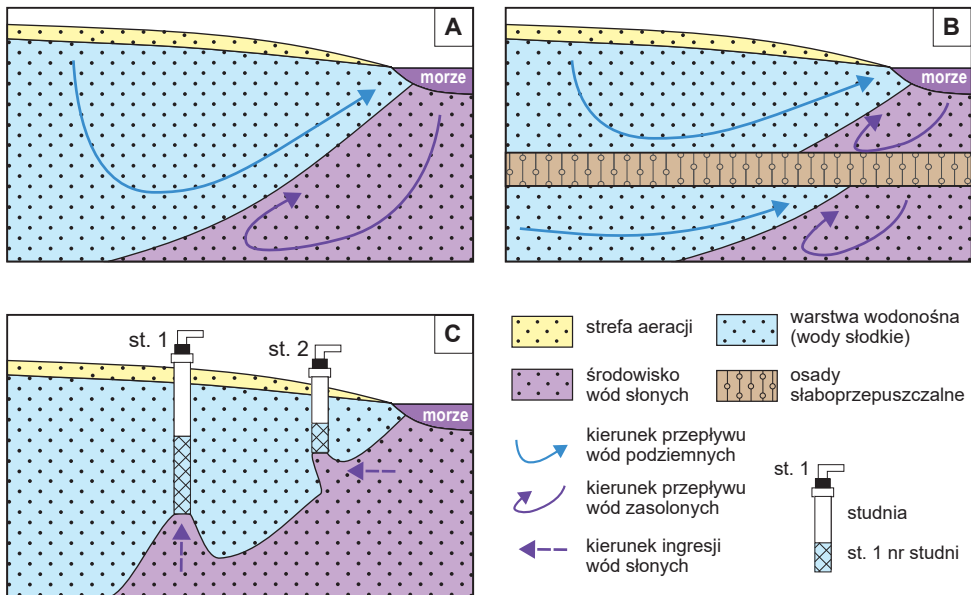 A
morze
B
morze
C
st. 1
st. 2
morze
strefa aeracji
warstwa wodonośna
(wody słodkie)
środowisko
wód słonych
osady
słaboprzepuszczalne
kierunek przepływu
wód podziemnych
kierunek przepływu
wód zasolonych
kierunek ingresji
wód słonych
st. 1
studnia
st. 1 nr studni